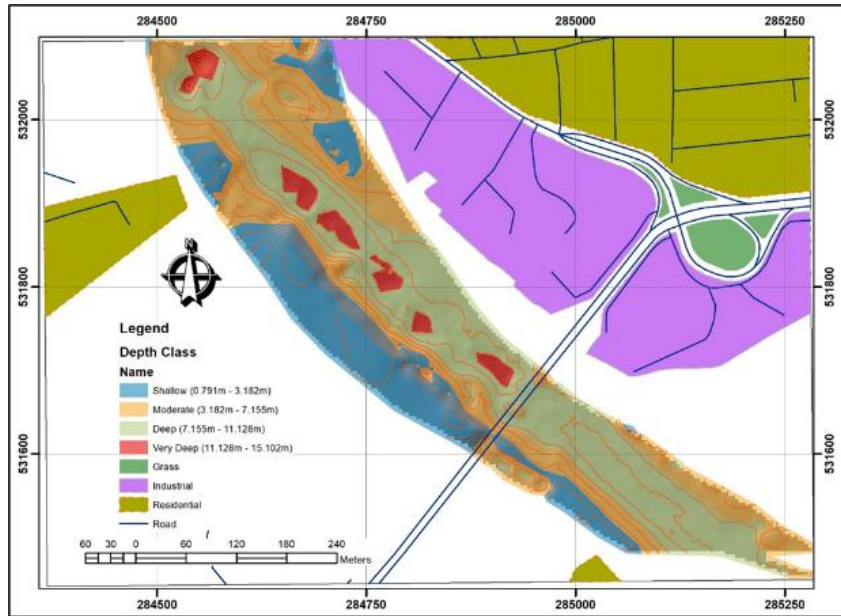 284500 284750 285000 285250
532000 532000
N
531800 531800
Legend
Depth Class
Name
Shallow (0.791m - 3.182m)
Moderate (3.182m - 7.155m)
Deep (7.155m - 11.128m)
Very Deep (11.128m - 15.102m)
531600 531600
Grass
Industrial
Residential
Road
60 30 0 60 120 180 240
Meters
284500 284750 285000 285250